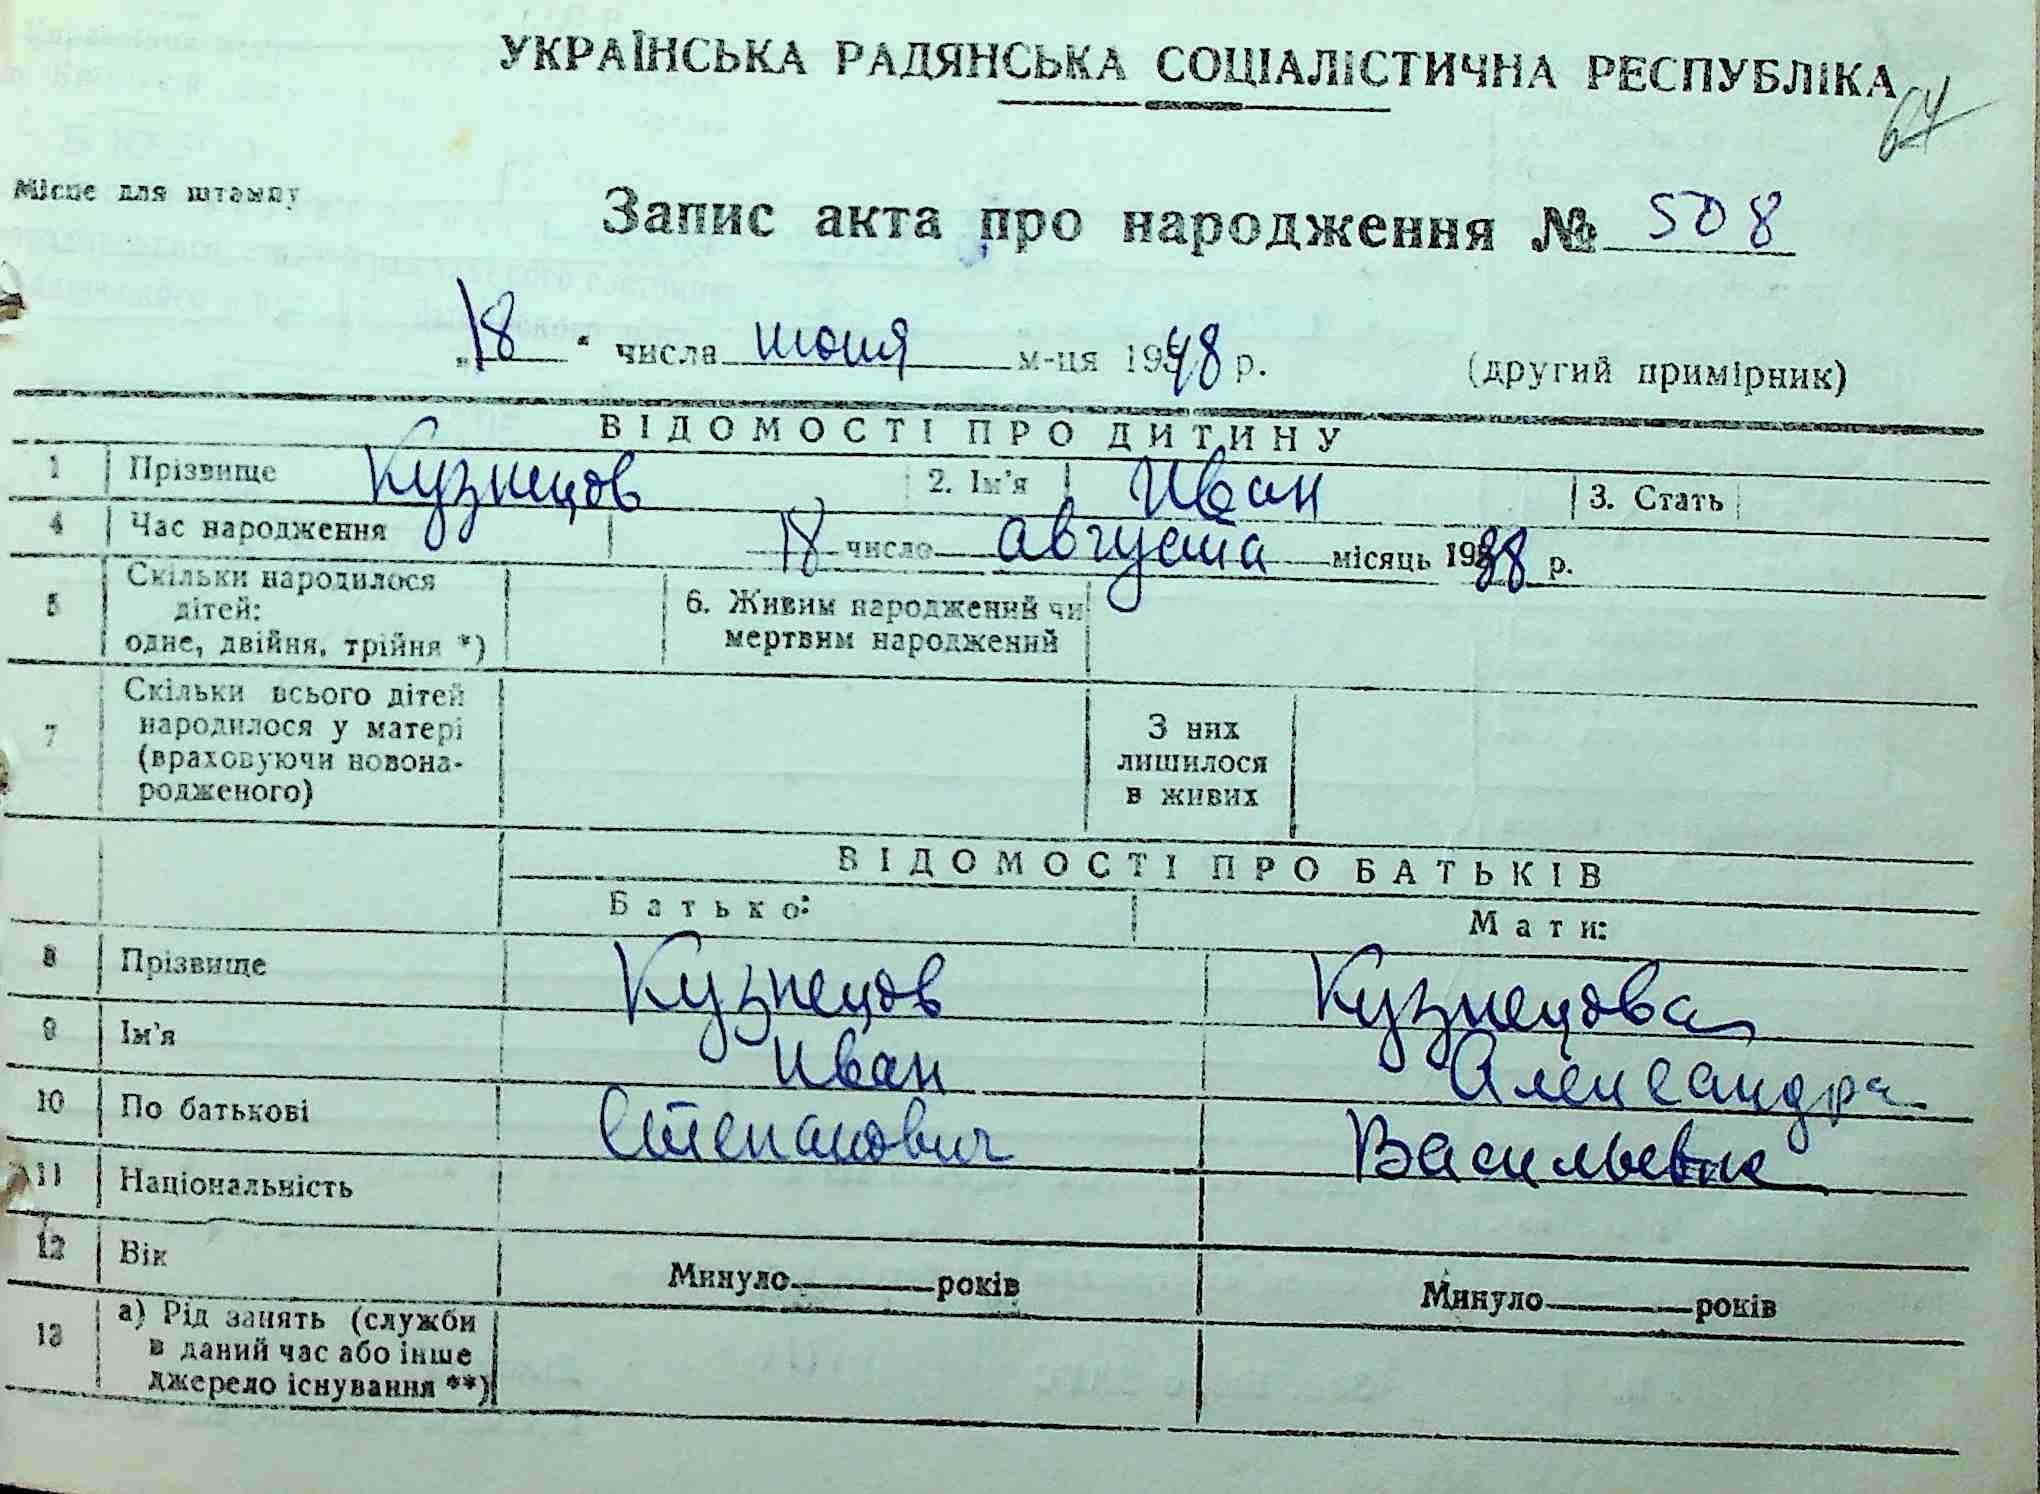 УКРАЇНСЬКА РАДЯНСЬКА СОЦІАЛІСТИЧНА РЕСПУБЛІКА
64
Місце для штампу
Запис акта про народження № 508
„18“ числа июня м-ця 1948 р. (другий примірник)
ВІДОМОСТІ ПРО ДИТИНУ
1 Прізвище Кузнецов 2. Ім'я Иван 3. Стать
4 Час народження 18 число августа місяць 1938 р.
5 Скільки народилося
дітей:
одне, двійня, трійня *)
6. Живим народжений чи
мертвим народжений
7 Скільки всього дітей
народилося у матері
(враховуючи новона-
родженого)
З них
лишилося
в живих
ВІДОМОСТІ ПРО БАТЬКІВ
Батько: Мати:
8 Прізвище Кузнецов Кузнецова
9 Ім'я Иван Александра
10 По батькові Степанович Васильевна
11 Національність
12 Вік Минуло років Минуло років
13 а) Рід занять (служби
в даний час або інше
джерело існування **)